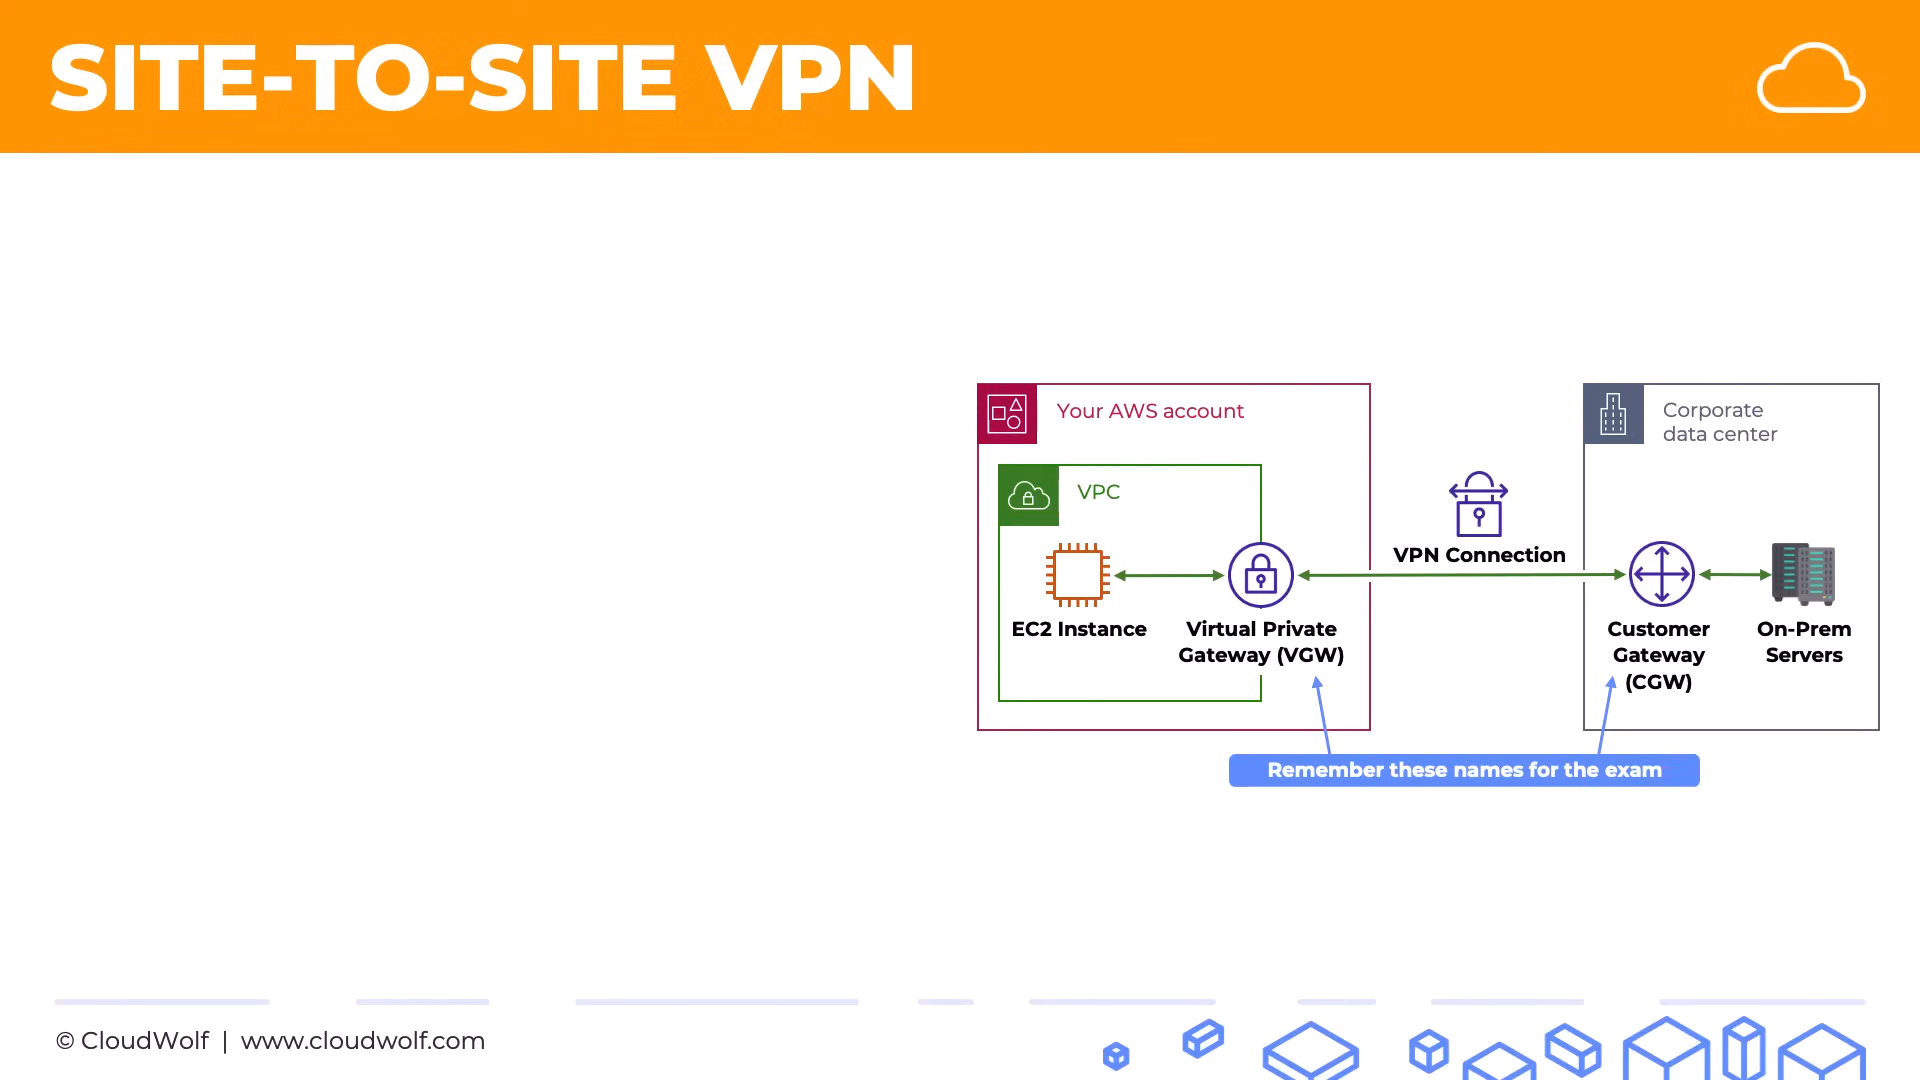 SITE-TO-SITE VPN
Your AWS account
Corporate
data center
VPC
VPN Connection
EC2 Instance
Virtual Private
Gateway (VGW)
Customer
Gateway
(CGW)
On-Prem
Servers
Remember these names for the exam
© CloudWolf | www.cloudwolf.com